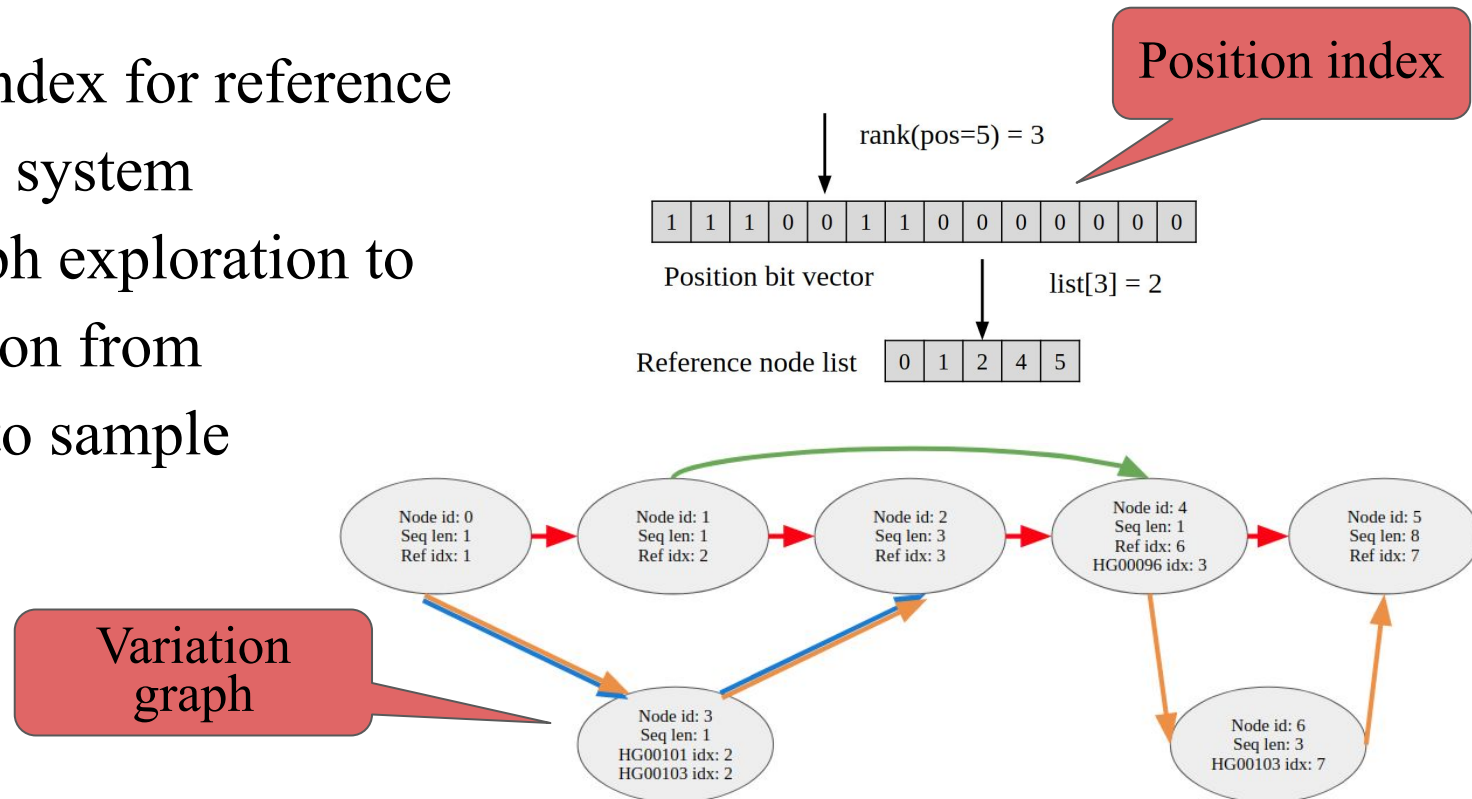 Position index
ndex for reference
system
ph exploration to
on from
to sample
rank(pos=5) = 3
1 1 1 0 0 1 1 0 0 0 0 0 0 0
Position bit vector
list[3] = 2
Reference node list
0 1 2 4 5
Node id: 0
Seq len: 1
Ref idx: 1
Node id: 1
Seq len: 1
Ref idx: 2
Node id: 2
Seq len: 3
Ref idx: 3
Node id: 4
Seq len: 1
Ref idx: 6
HG00096 idx: 3
Node id: 5
Seq len: 8
Ref idx: 7
Variation
graph
Node id: 3
Seq len: 1
HG00101 idx: 2
HG00103 idx: 2
Node id: 6
Seq len: 3
HG00103 idx: 7